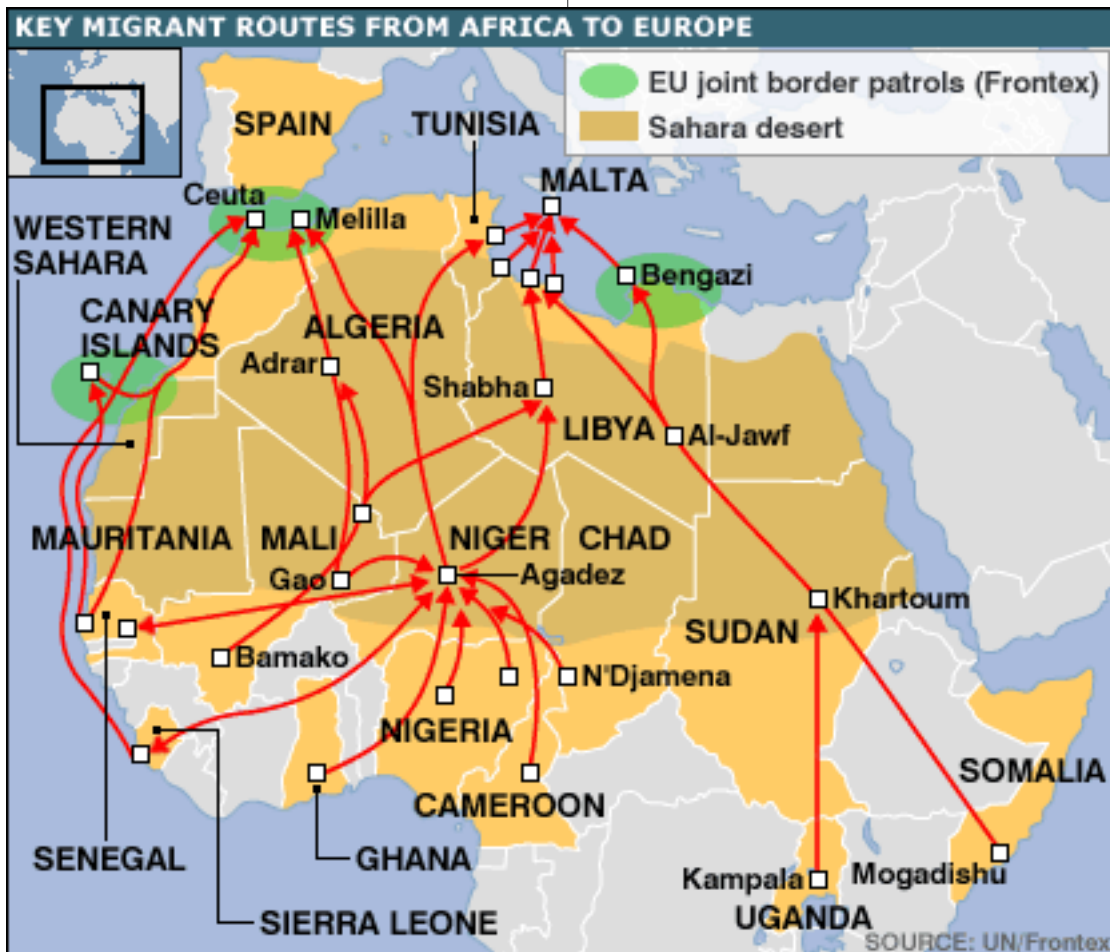 KEY MIGRANT ROUTES FROM AFRICA TO EUROPE
EU joint border patrols (Frontex)
Sahara desert
SPAIN
TUNISIA
MALTA
Ceuta
Melilla
WESTERN
SAHARA
Bengazi
CANARY
ISLANDS
ALGERIA
Adrar
Shabha
LIBYA
Al-Jawf
MAURITANIA
MALI
NIGER
CHAD
Gao
Agadez
Khartoum
SUDAN
Bamako
N'Djamena
NIGERIA
SOMALIA
CAMEROON
SENEGAL
GHANA
Kampala
Mogadishu
UGANDA
SIERRA LEONE
SOURCE: UN/Frontex